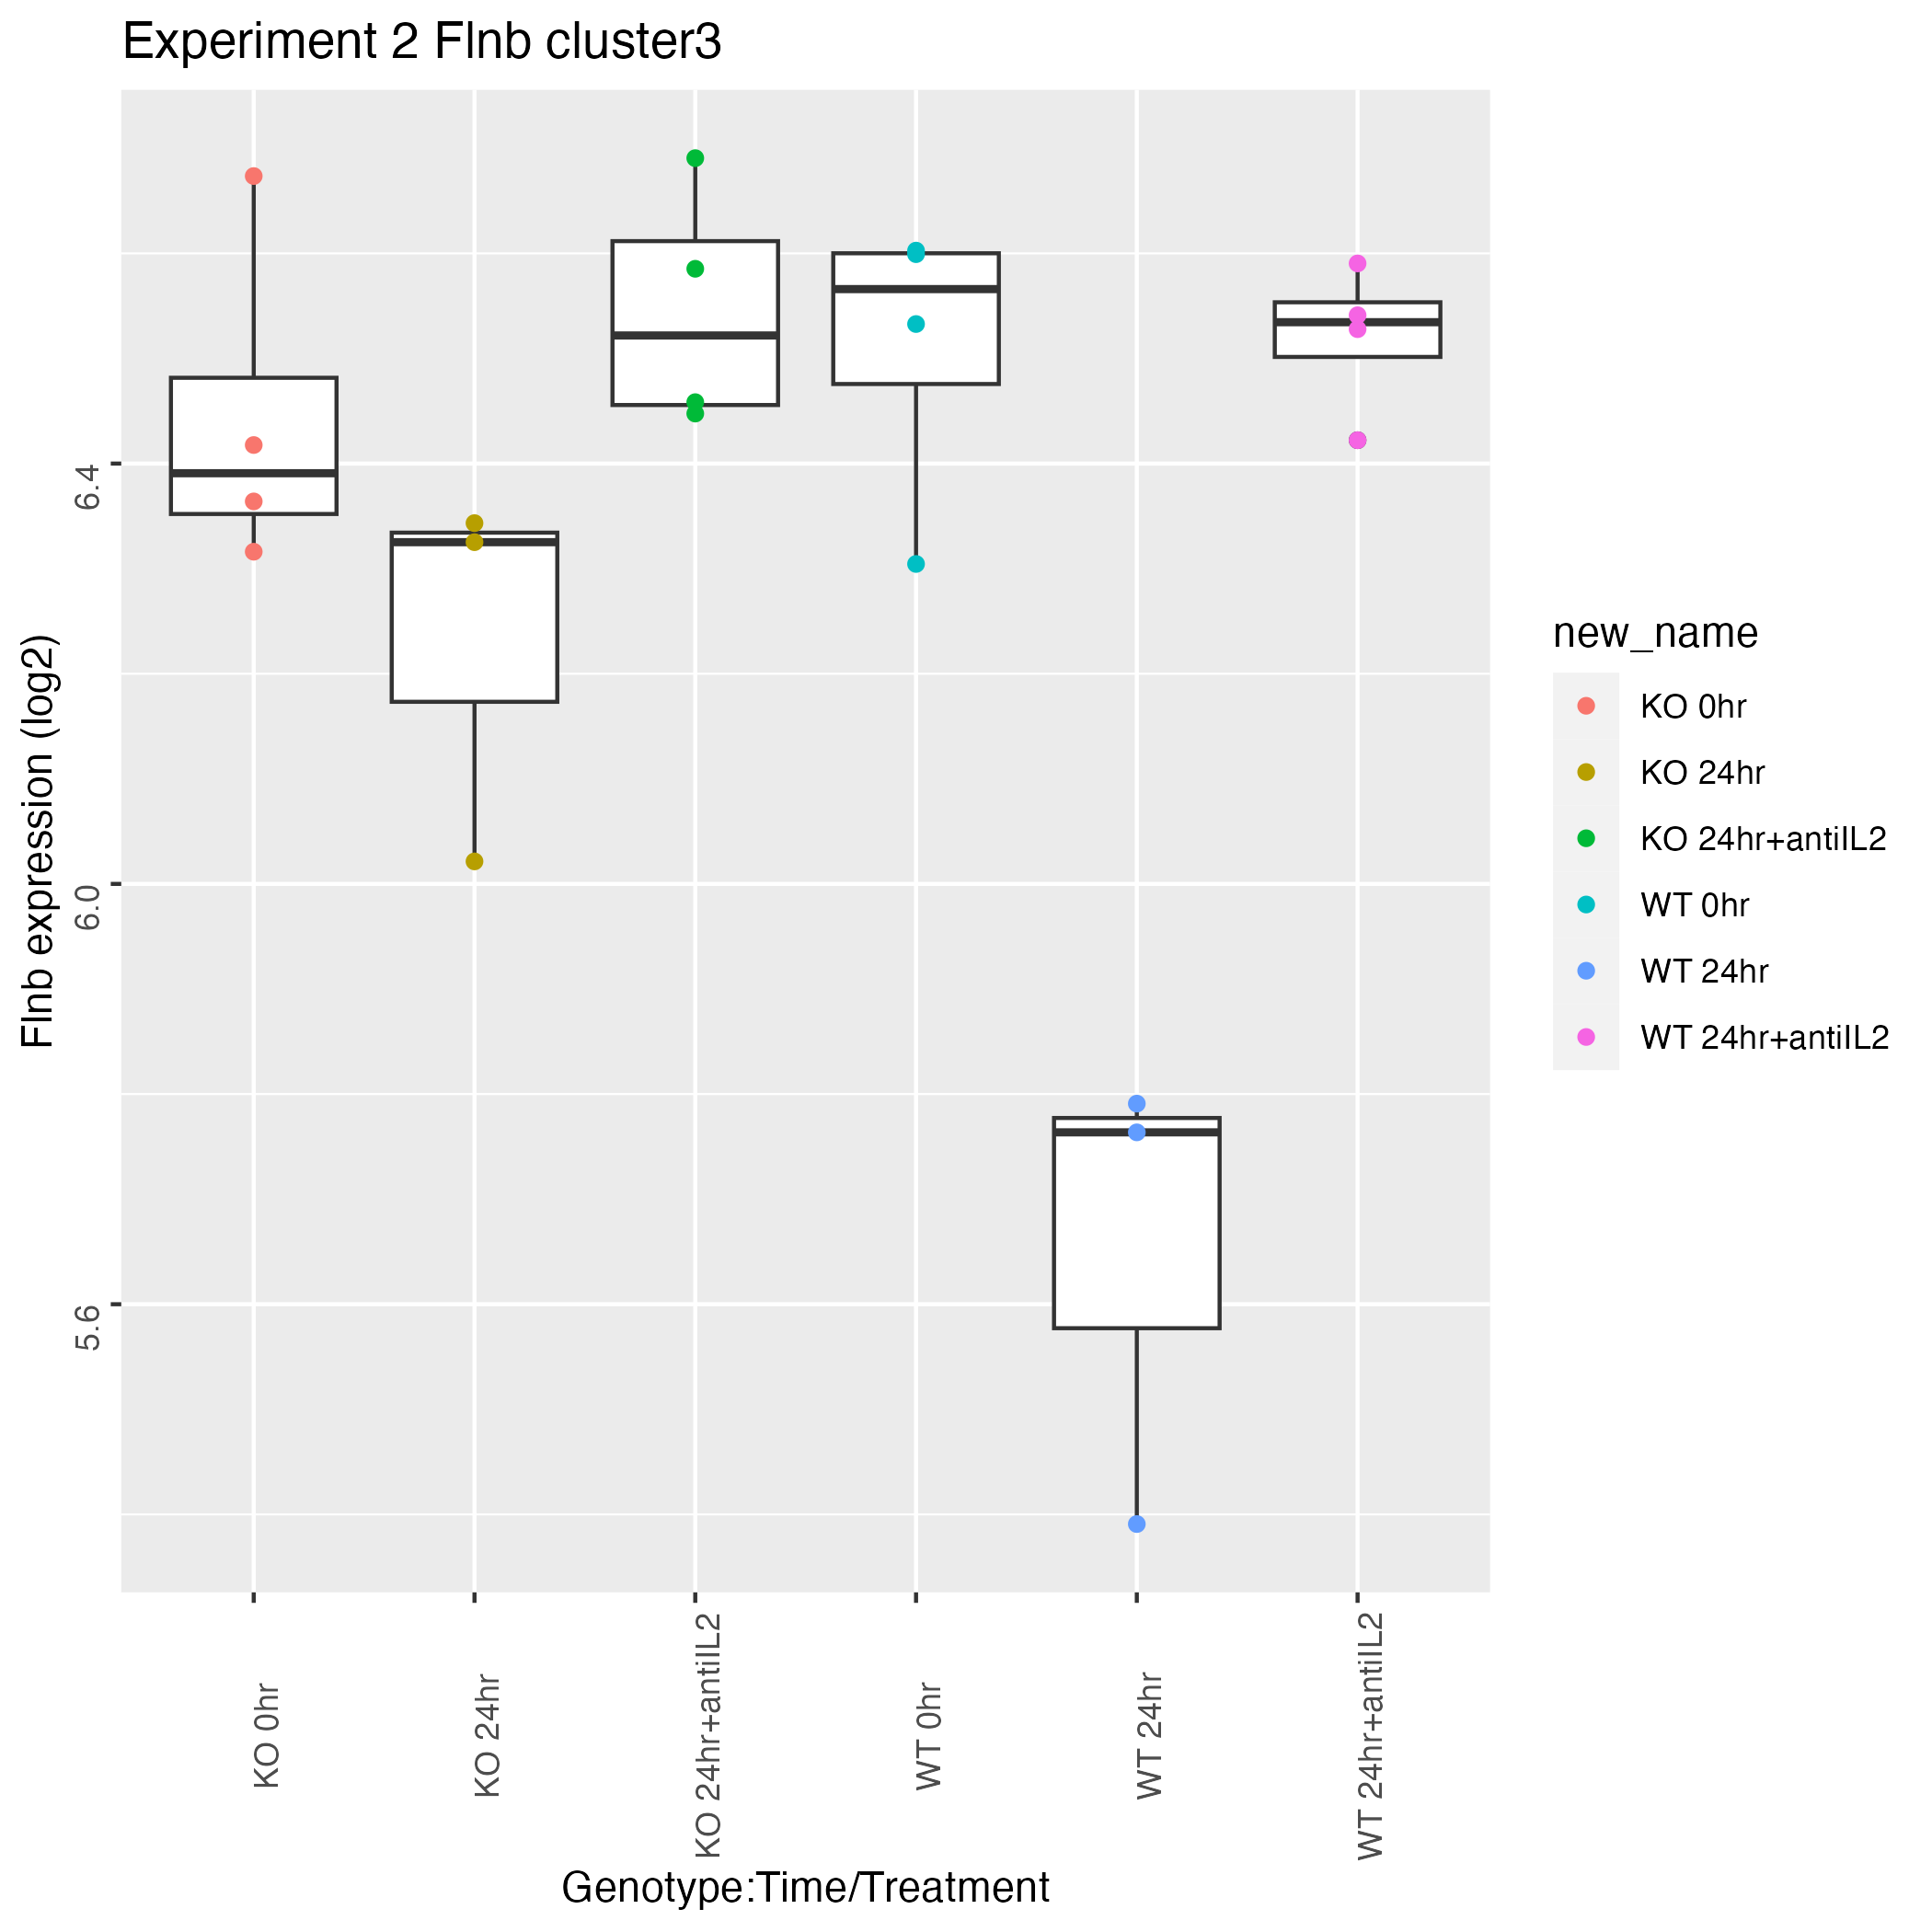 Experiment 2 Flnb cluster3
Flnb expression (log2)
6.4
6.0
5.6
KO 0hr
KO 24hr
KO 24hr+antiIL2
WT 0hr
WT 24hr
WT 24hr+antiIL2
Genotype:Time/Treatment
new_name
KO 0hr
KO 24hr
KO 24hr+antiIL2
WT 0hr
WT 24hr
WT 24hr+antiIL2